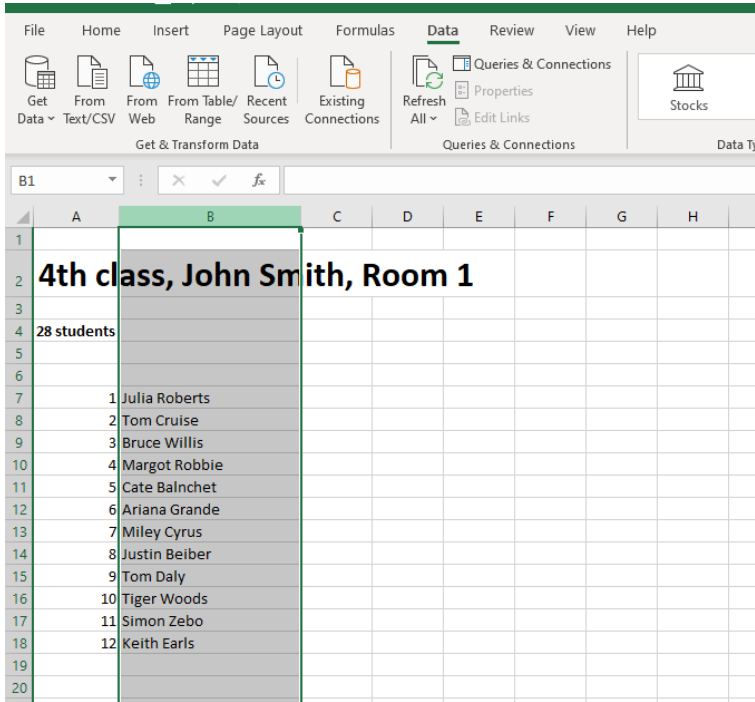 File Home Insert Page Layout Formulas Data Review View Help
Get Data From Text/CSV From Web From Table/ Range Recent Sources Existing Connections Refresh All Queries & Connections Properties Edit Links Stocks
Get & Transform Data Queries & Connections Data Ty
B1 fx
A B C D E F G H
1
2 4th class, John Smith, Room 1
3
4 28 students
5
6
7 1 Julia Roberts
8 2 Tom Cruise
9 3 Bruce Willis
10 4 Margot Robbie
11 5 Cate Balnchet
12 6 Ariana Grande
13 7 Miley Cyrus
14 8 Justin Beiber
15 9 Tom Daly
16 10 Tiger Woods
17 11 Simon Zebo
18 12 Keith Earls
19
20